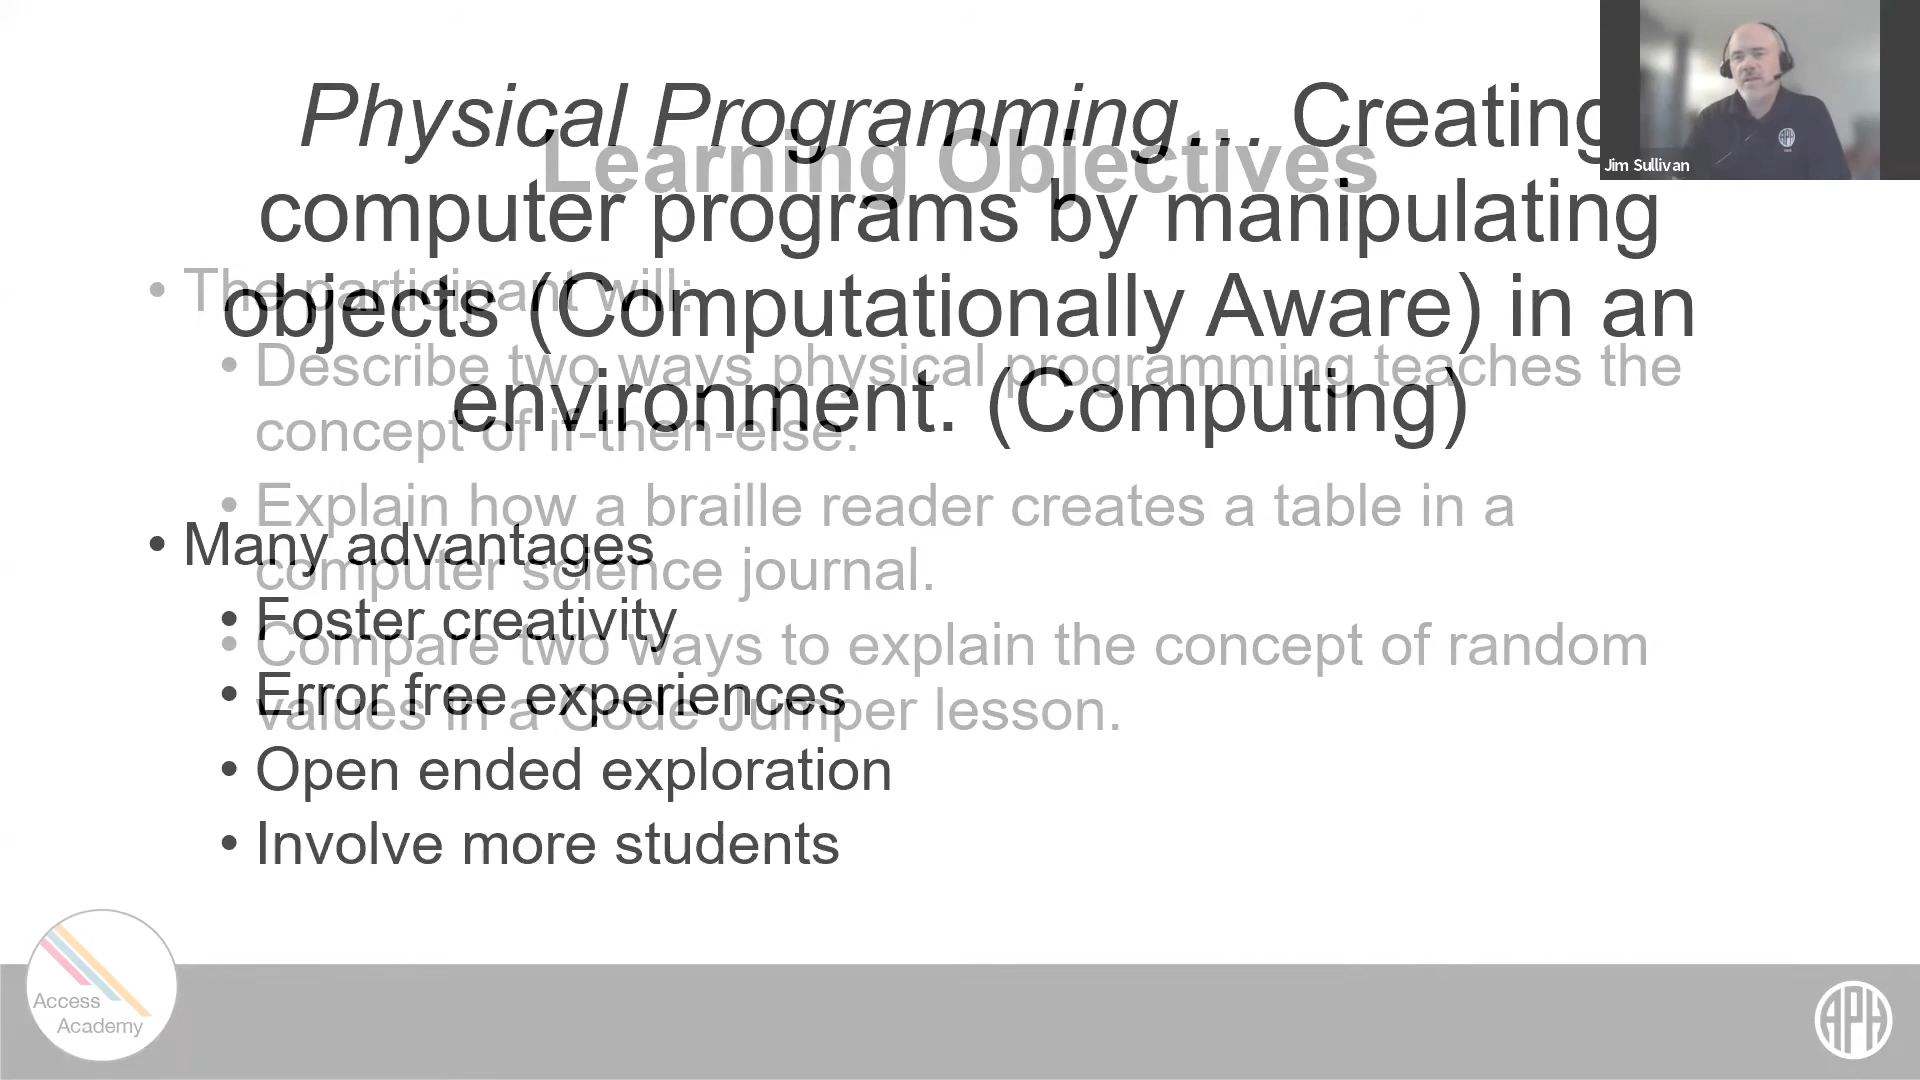 Physical Programming… Creating
computer programs by manipulating
objects (Computationally Aware) in an
environment. (Computing)
• Many advantages
• Foster creativity
• Error free experiences
• Open ended exploration
• Involve more students
Learning Objectives
• The participant will:
• Describe two ways physical programming teaches the
concept of if-then-else.
• Explain how a braille reader creates a table in a
computer science journal.
• Compare two ways to explain the concept of random
values in a Code Jumper lesson.
Jim Sullivan
APH
Access
Academy
APH